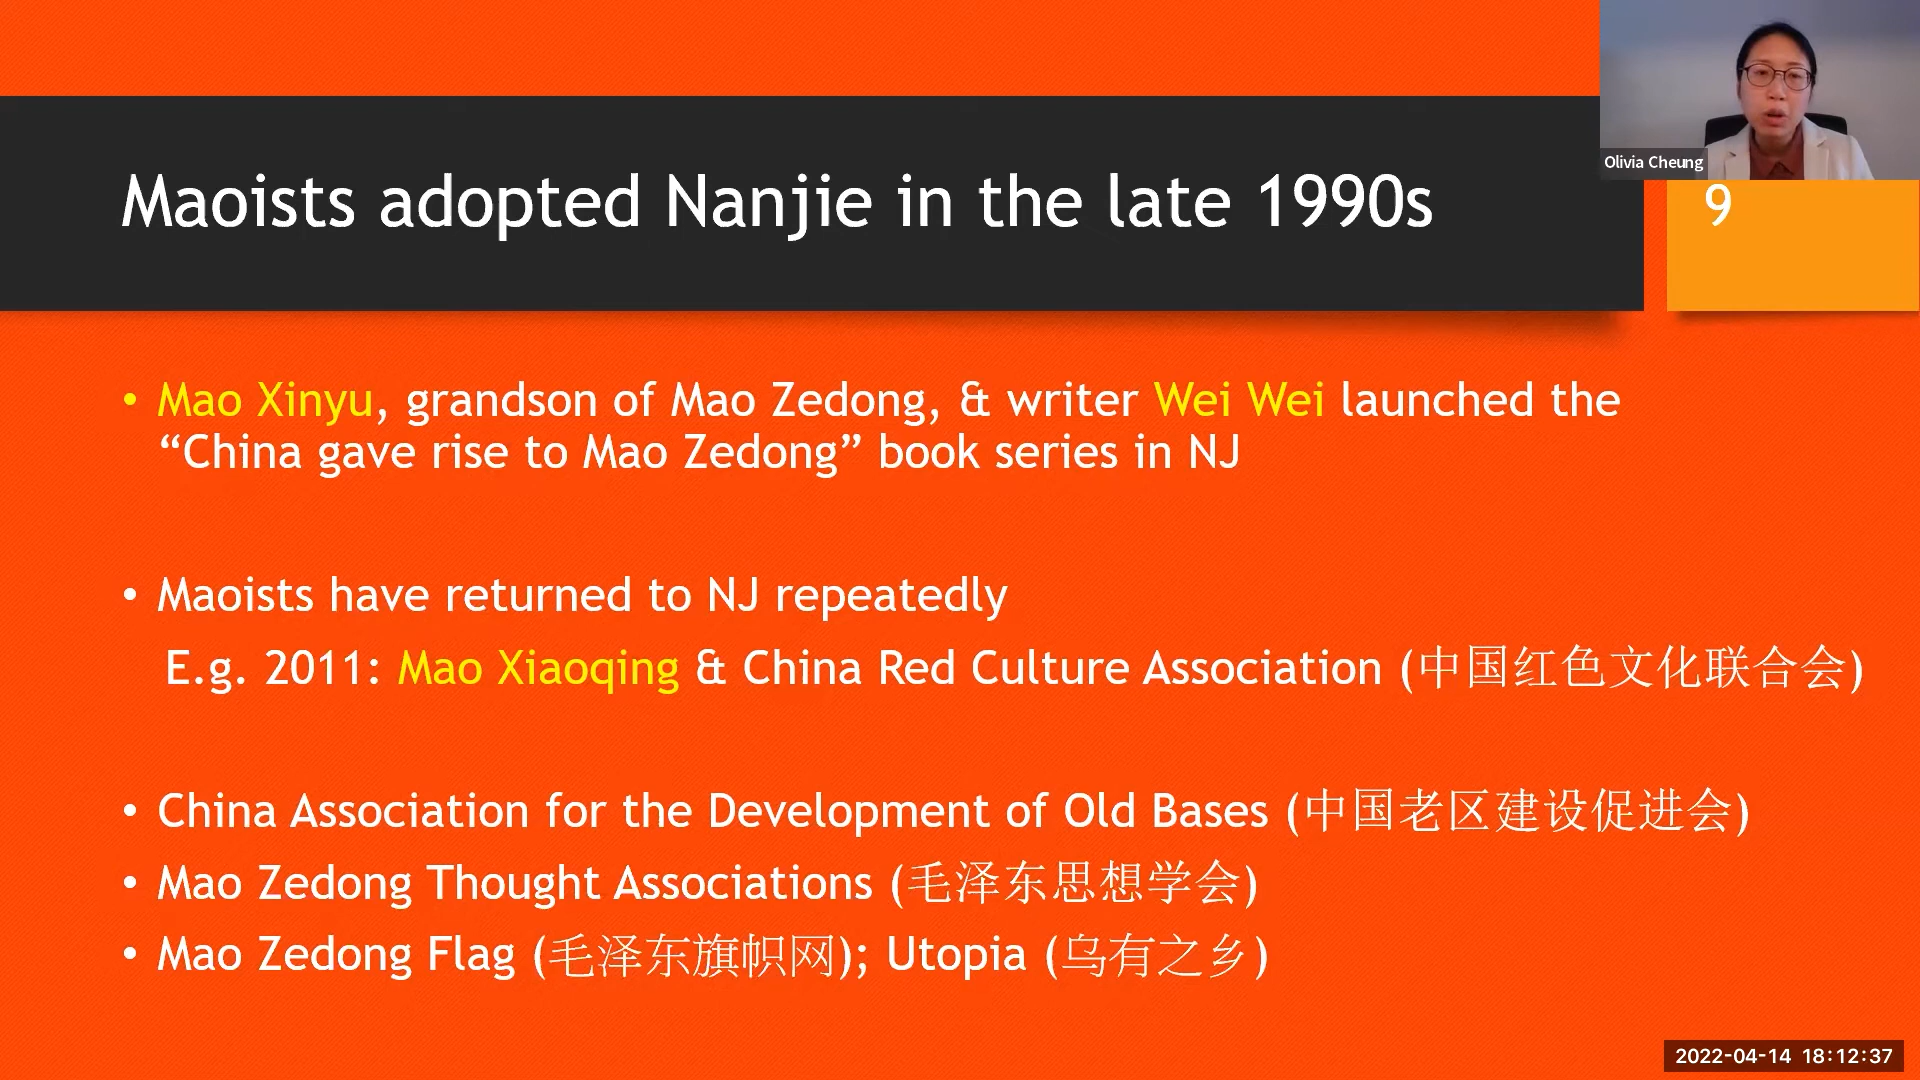 Olivia Cheung
Maoists adopted Nanjie in the late 1990s
9
• Mao Xinyu, grandson of Mao Zedong, & writer Wei Wei launched the
“China gave rise to Mao Zedong” book series in NJ
• Maoists have returned to NJ repeatedly
E.g. 2011: Mao Xiaoqing & China Red Culture Association (中国红色文化联合会)
• China Association for the Development of Old Bases (中国老区建设促进会)
• Mao Zedong Thought Associations (毛泽东思想学会)
• Mao Zedong Flag (毛泽东旗帜网); Utopia (乌有之乡)
2022-04-14 18:12:37